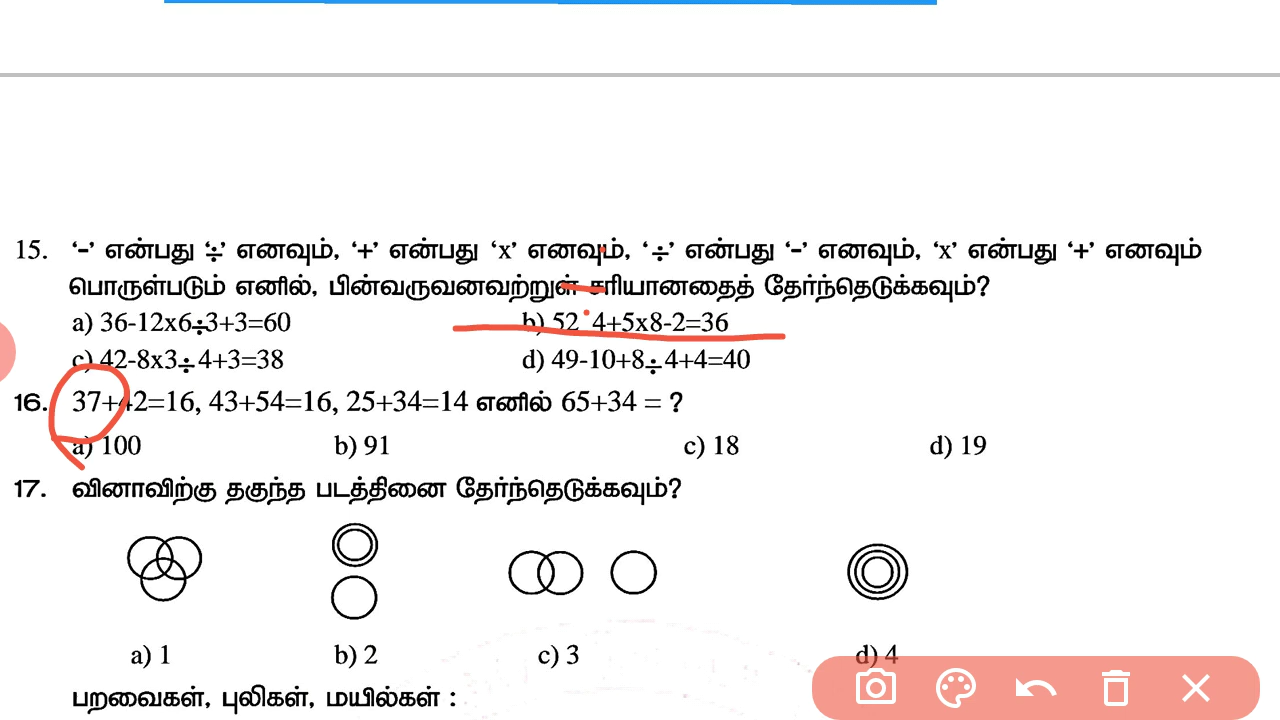 15. ‘-’ என்பது ‘÷’ எனவும், ‘+’ என்பது ‘x’ எனவும், ‘÷’ என்பது ‘-’ எனவும், ‘x’ என்பது ‘+’ எனவும்
பொருள்படும் எனில், பின்வருவனவற்றுள் சரியானதைத் தேர்ந்தெடுக்கவும்?
a) 36-12x6÷3+3=60 b) 52 4+5x8-2=36
c) 42-8x3÷4+3=38 d) 49-10+8÷4+4=40
16. 37+42=16, 43+54=16, 25+34=14 எனில் 65+34 = ?
a) 100 b) 91 c) 18 d) 19
17. வினாவிற்கு தகுந்த படத்தினை தேர்ந்தெடுக்கவும்?
a) 1 b) 2 c) 3 d) 4
பறவைகள், புலிகள், மயில்கள் :